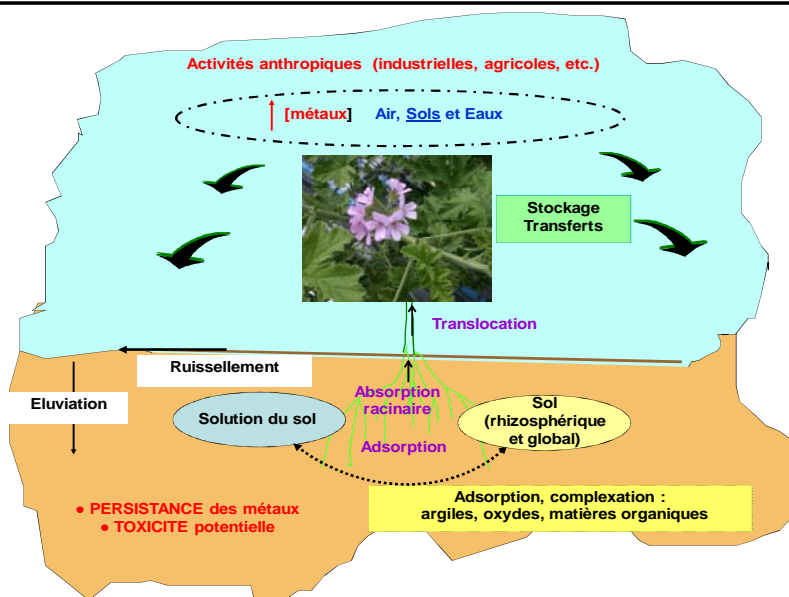 Activités anthropiques (industrielles, agricoles, etc.)
[métaux] Air, Sols et Eaux
Stockage
Transferts
Translocation
Ruissellement
Eluviation
Absorption
racinaire
Solution du sol
Sol
(rhizosphérique
et global)
Adsorption
● PERSISTANCE des métaux
● TOXICITE potentielle
Adsorption, complexation :
argiles, oxydes, matières organiques